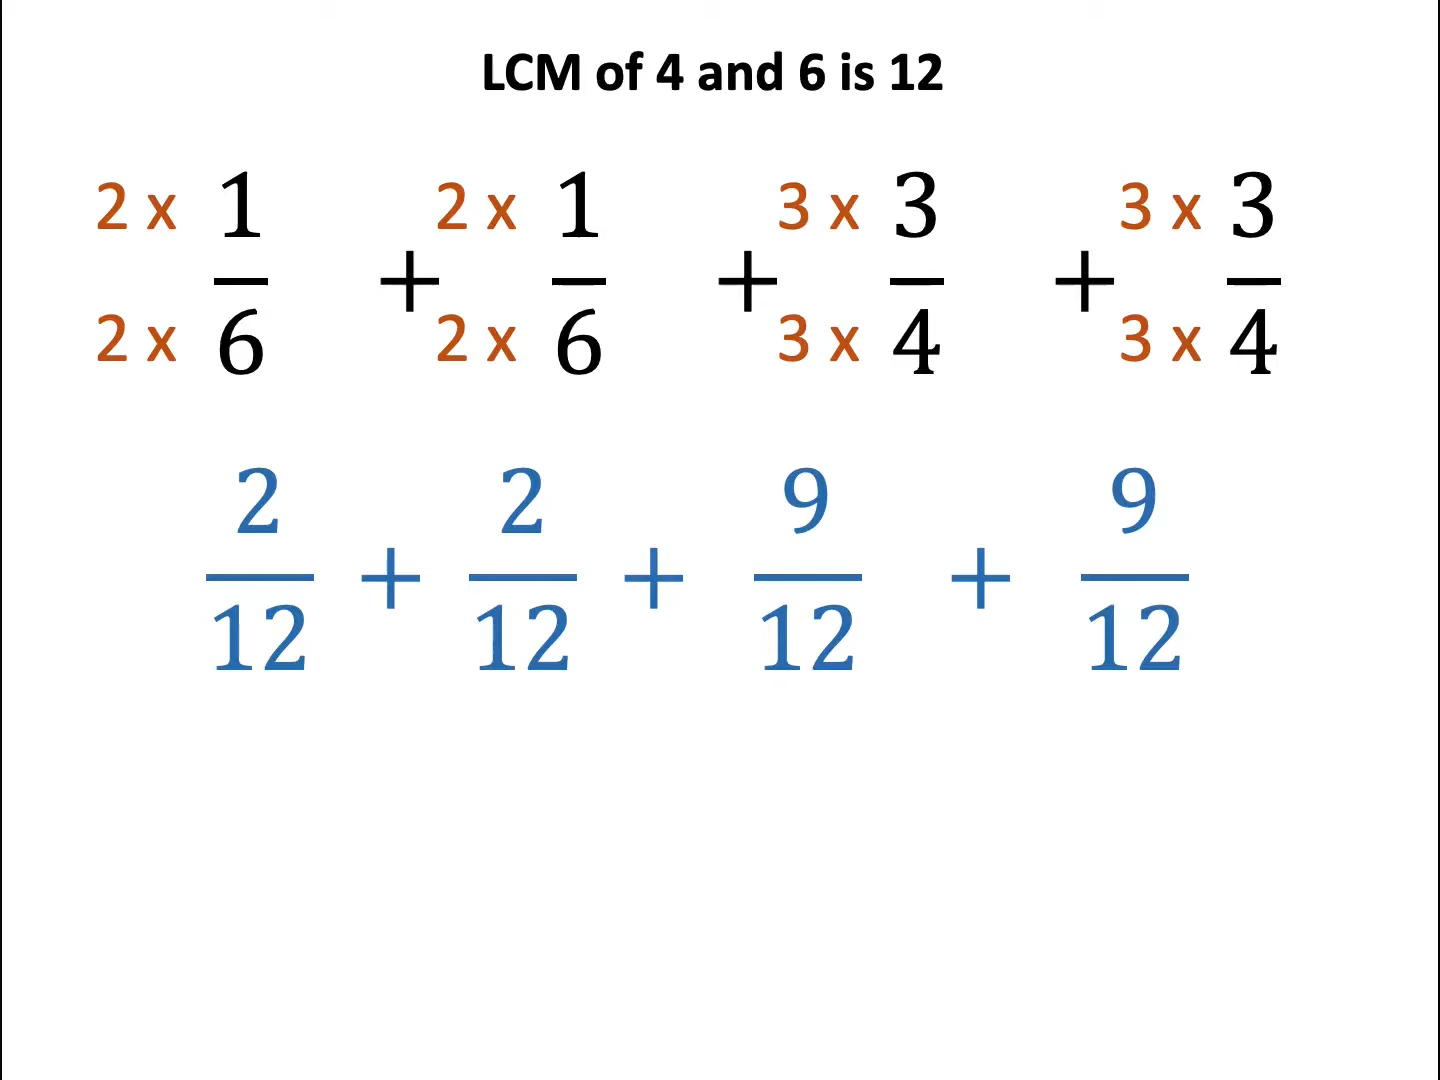 LCM of 4 and 6 is 12
2 x 1 + 2 x 1 + 3 x 3 + 3 x 3
2 x 6 2 x 6 3 x 4 3 x 4
2 + 2 + 9 + 9
12 12 12 12